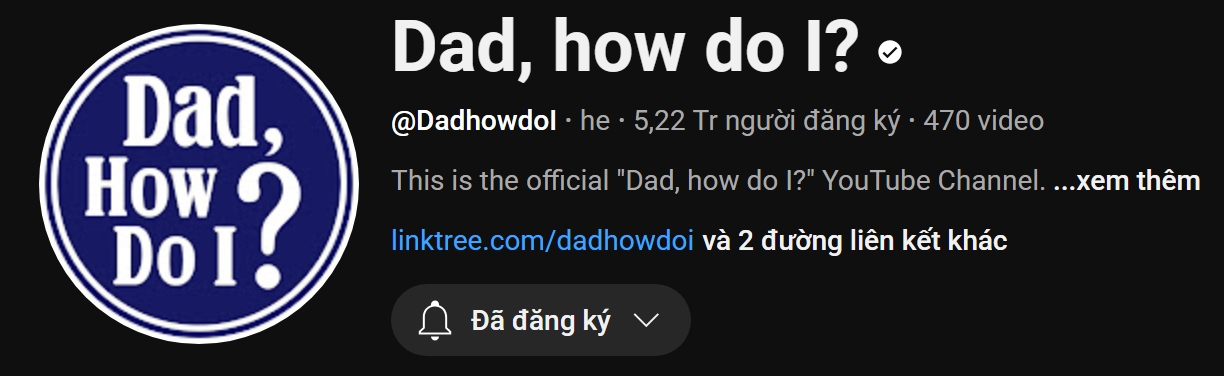 Dad,
How
Do I ?
Dad, how do I?
@DadhowdoI · he · 5,22 Tr người đăng ký · 470 video
This is the official "Dad, how do I?" YouTube Channel. ...xem thêm
linktree.com/dadhowdoi và 2 đường liên kết khác
Đã đăng ký